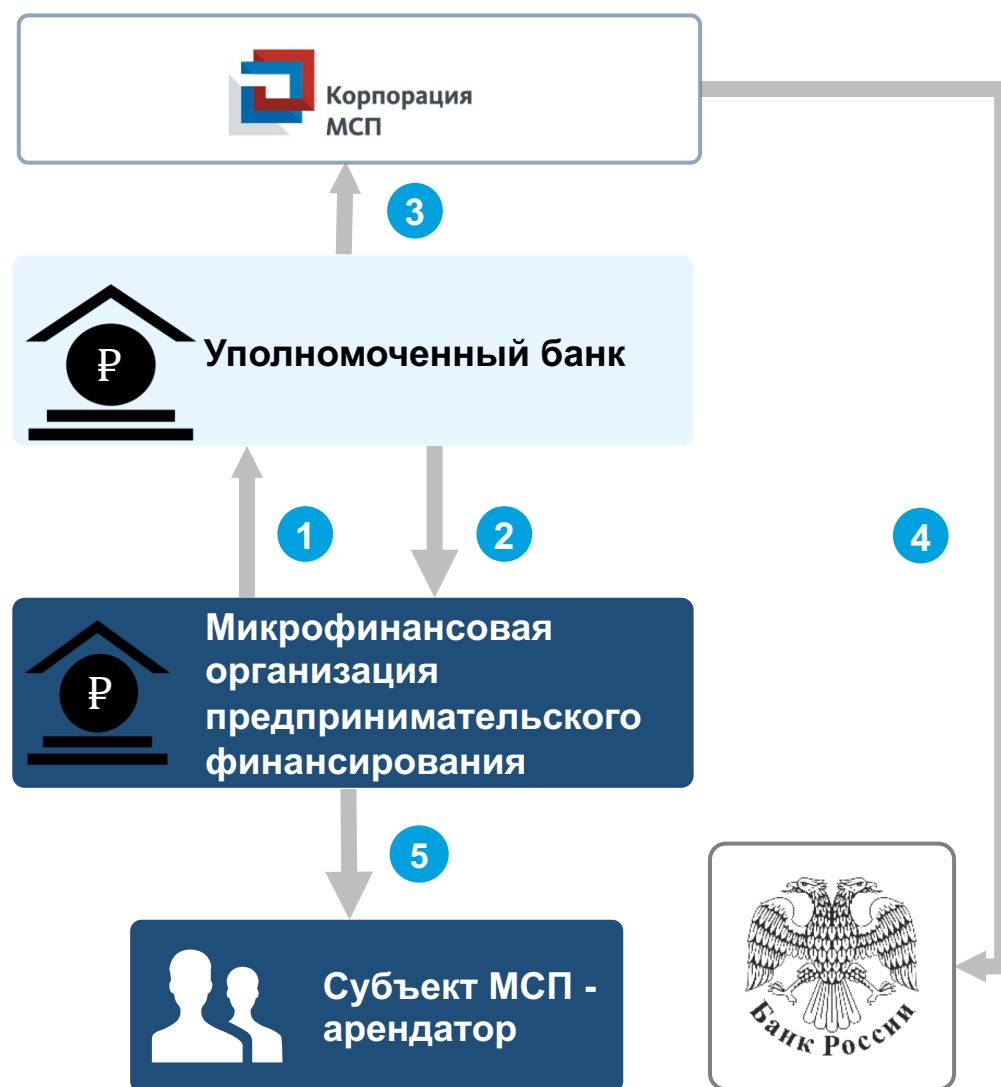 Корпорация
МСП
3
₽
Уполномоченный банк
1
2
4
₽
Микрофинансовая
организация
предпринимательского
финансирования
5
Субъект МСП -
арендатор
Банк России